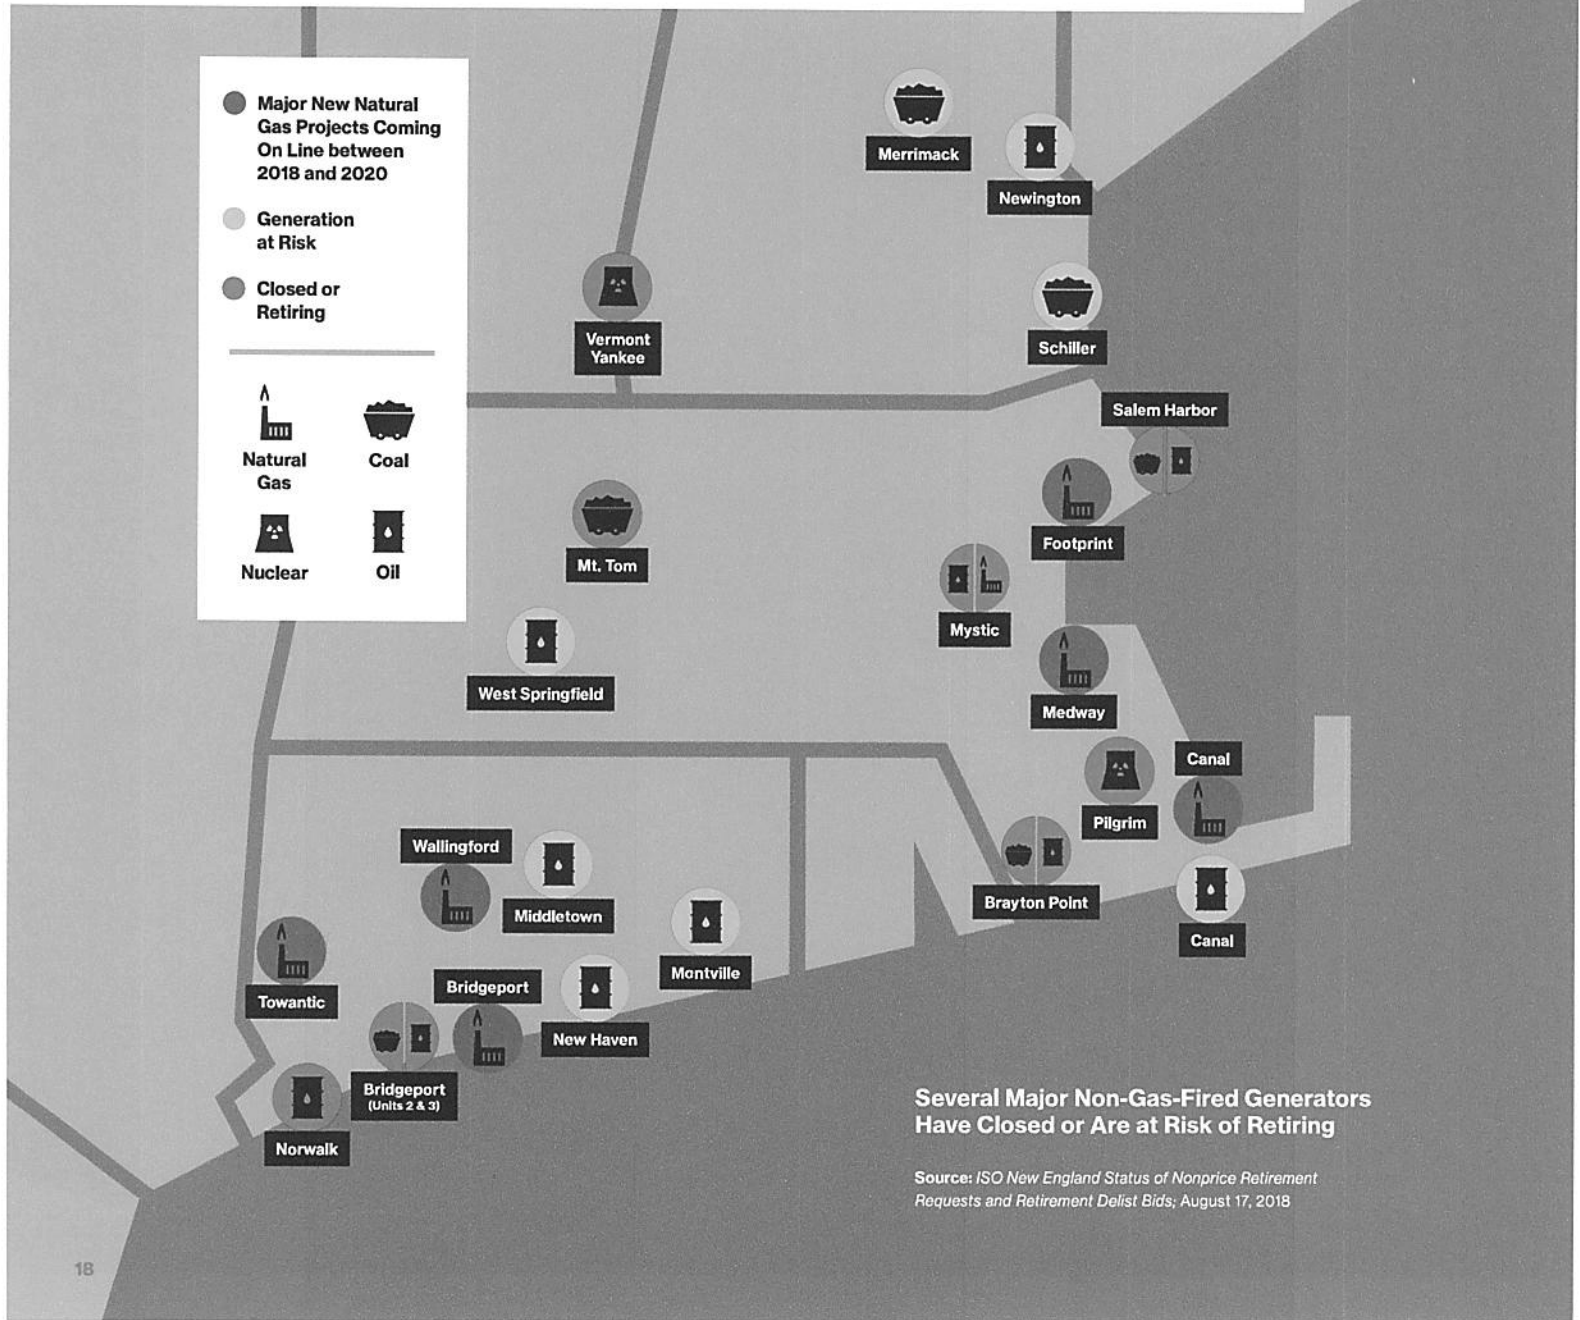 Major New Natural
Gas Projects Coming
On Line between
2018 and 2020
Generation
at Risk
Closed or
Retiring
Natural
Gas
Coal
Nuclear
Oil
Merrimack
Newington
Vermont
Yankee
Schiller
Salem Harbor
Mt. Tom
Footprint
Mystic
West Springfield
Medway
Canal
Pilgrim
Wallingford
Middletown
Brayton Point
Canal
Montville
Towantic
Bridgeport
New Haven
Bridgeport
(Units 2 & 3)
Norwalk
Several Major Non-Gas-Fired Generators
Have Closed or Are at Risk of Retiring
Source: ISO New England Status of Nonprice Retirement
Requests and Retirement Delist Bids; August 17, 2018
18